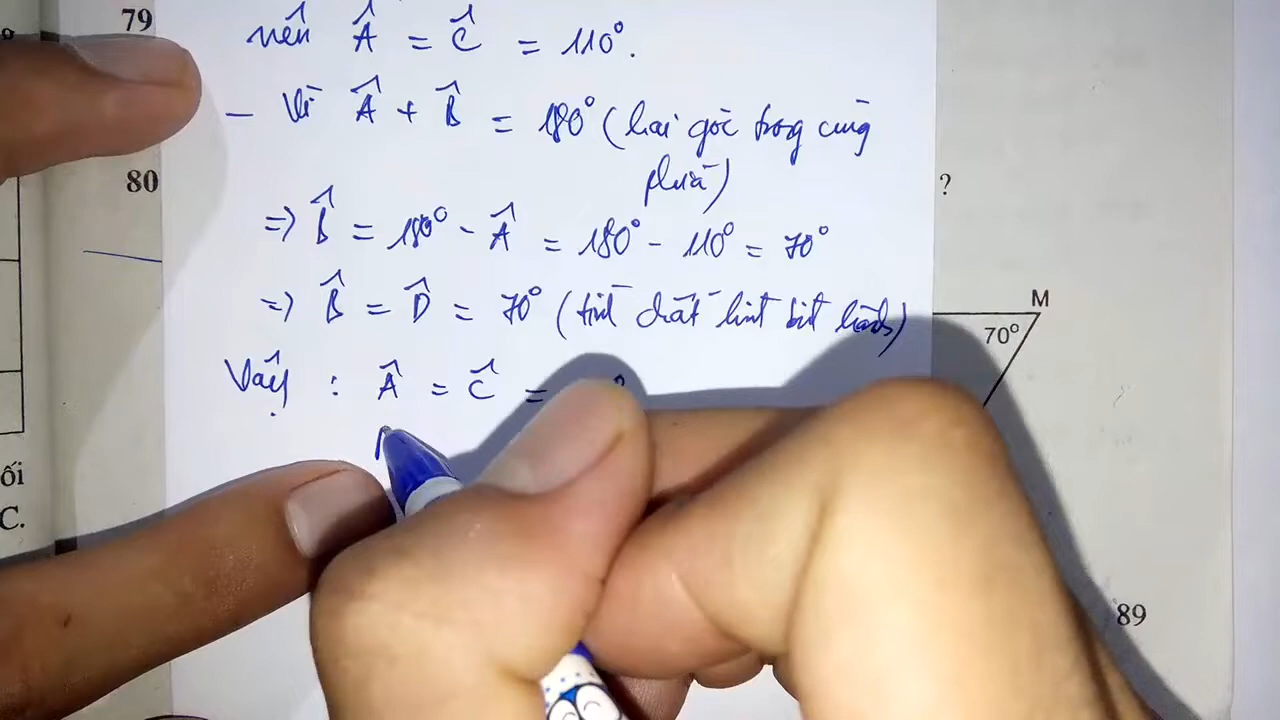 79
nên Â = Ĉ = 110°.
- Vì Â + B̂ = 180° (hai góc trong cùng
phía)
80
?
=> B̂ = 180° - Â = 180° - 110° = 70°
=> B̂ = D̂ = 70° (tính chất hình bình hành)
M
70°
Vậy : Â = Ĉ =
ối
C.
89